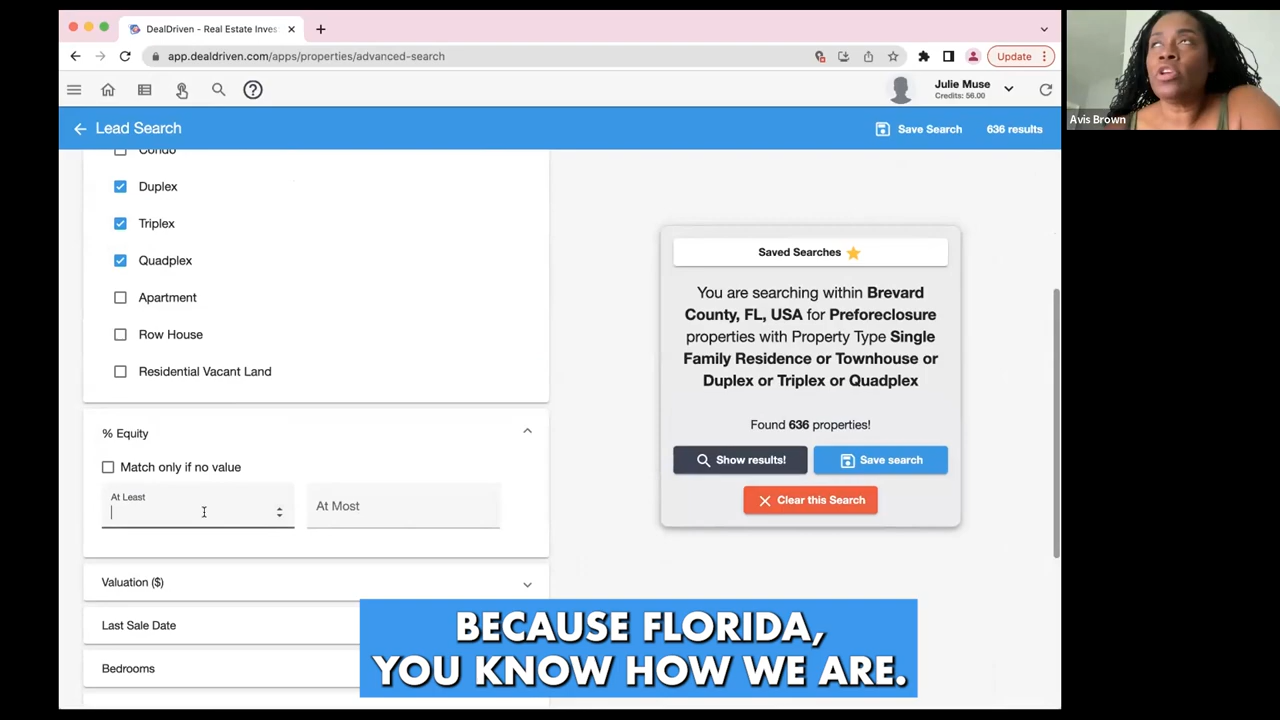 DealDriven - Real Estate Inves
app.dealdriven.com/apps/properties/advanced-search
Update
Julie Muse
Credits: 56.00
Avis Brown
Lead Search
Save Search
636 results
Condo
Duplex
Triplex
Quadplex
Apartment
Row House
Residential Vacant Land
% Equity
Match only if no value
At Least
At Most
Valuation ($)
Last Sale Date
Bedrooms
Saved Searches
You are searching within Brevard
County, FL, USA for Preforeclosure
properties with Property Type Single
Family Residence or Townhouse or
Duplex or Triplex or Quadplex
Found 636 properties!
Show results!
Save search
Clear this Search
BECAUSE FLORIDA,
YOU KNOW HOW WE ARE.